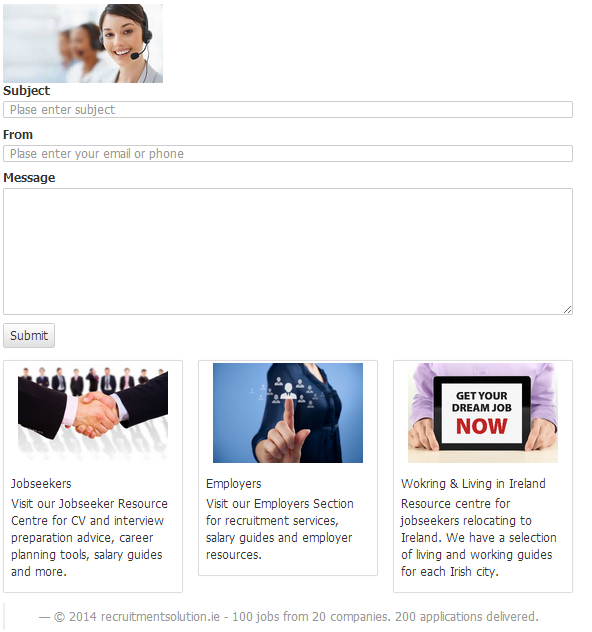 Subject
Plase enter subject
From
Plase enter your email or phone
Message
Submit
GET YOUR
DREAM JOB
NOW
Jobseekers
Visit our Jobseeker Resource
Centre for CV and interview
preparation advice, career
planning tools, salary guides
and more.
Employers
Visit our Employers Section
for recruitment services,
salary guides and employer
resources.
Wokring & Living in Ireland
Resource centre for
jobseekers relocating to
Ireland. We have a selection
of living and working guides
for each Irish city.
— © 2014 recruitmentsolution.ie - 100 jobs from 20 companies. 200 applications delivered.